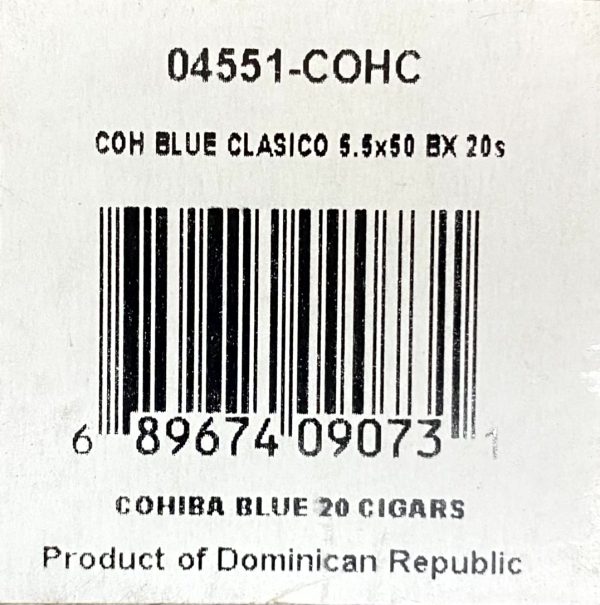 04551-COHC
COH BLUE CLASICO 5.5x50 BX 20s
6 89674 09073 1
COHIBA BLUE 20 CIGARS
Product of Dominican Republic